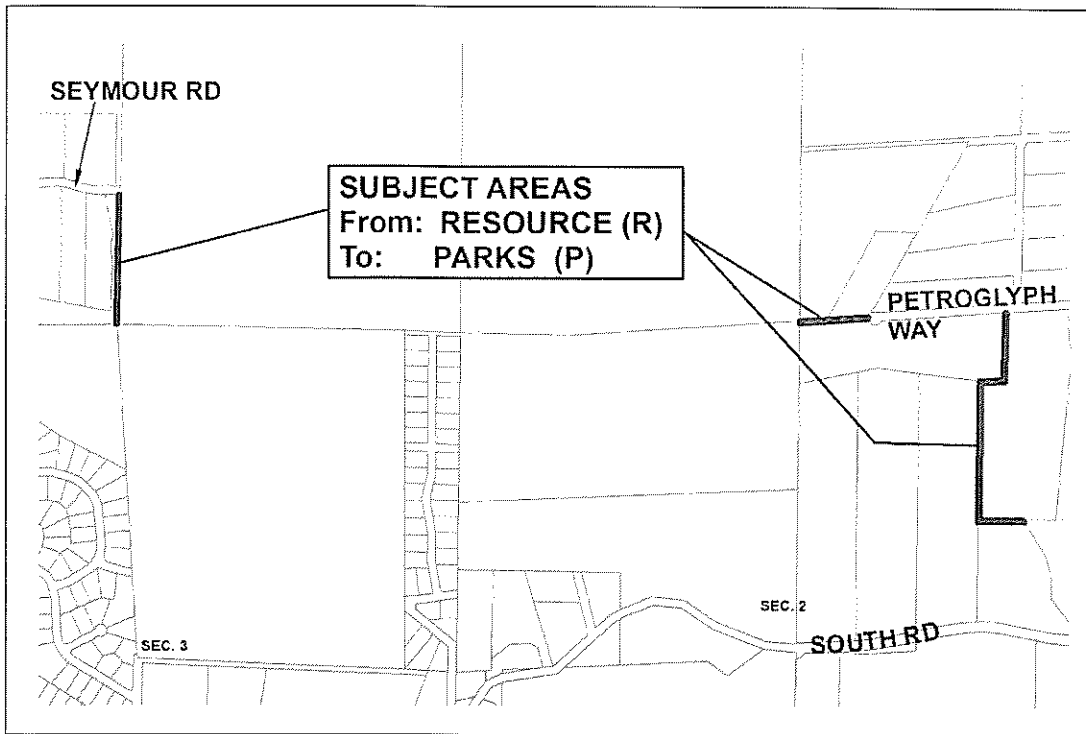 SEYMOUR RD
SUBJECT AREAS
From: RESOURCE (R)
To: PARKS (P)
PETROGLYPH
WAY
SEC. 2
SOUTH RD
SEC. 3